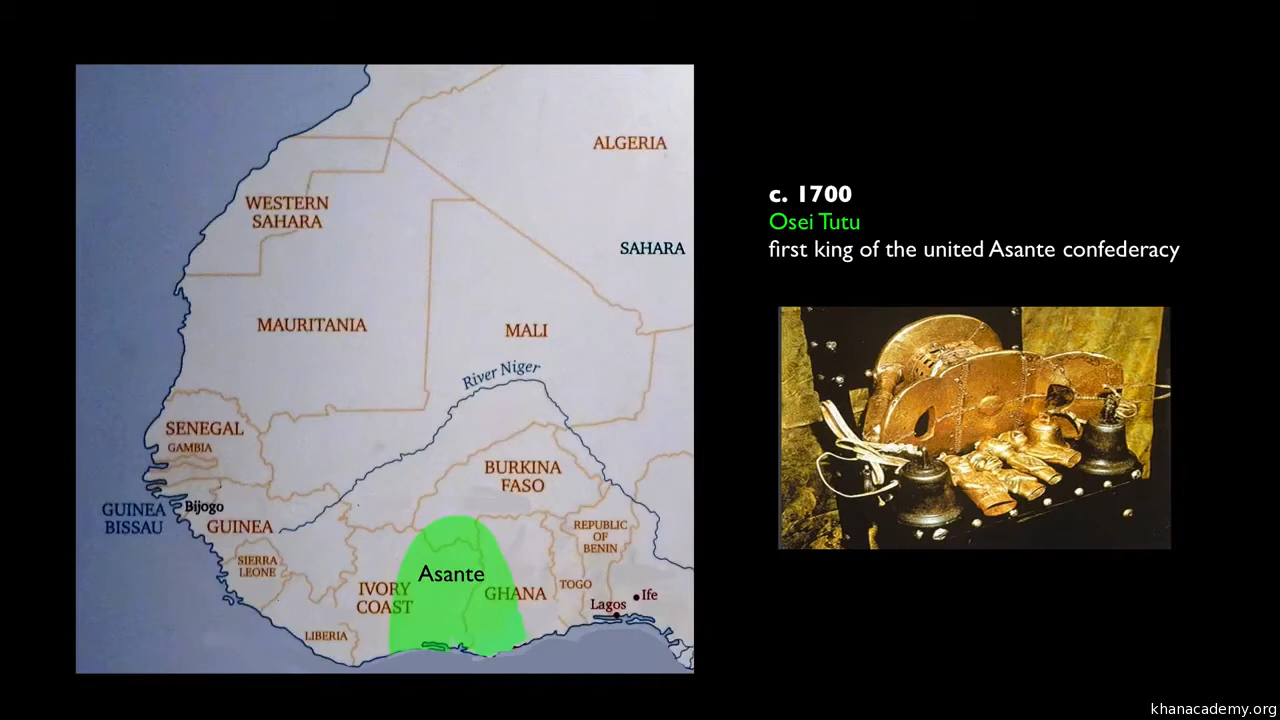 ALGERIA
WESTERN
SAHARA
SAHARA
MAURITANIA
MALI
River Niger
SENEGAL
GAMBIA
BURKINA
FASO
GUINEA
BISSAU
Bijogo
GUINEA
REPUBLIC
OF
BENIN
SIERRA
LEONE
Asante
IVORY
COAST
GHANA
TOGO
Ife
Lagos
LIBERIA
c. 1700
Osei Tutu
first king of the united Asante confederacy
khanacademy.org